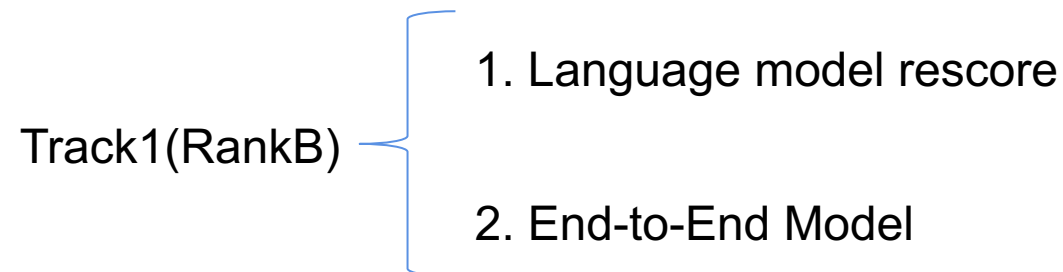 1. Language model rescore
Track1(RankB)
2. End-to-End Model